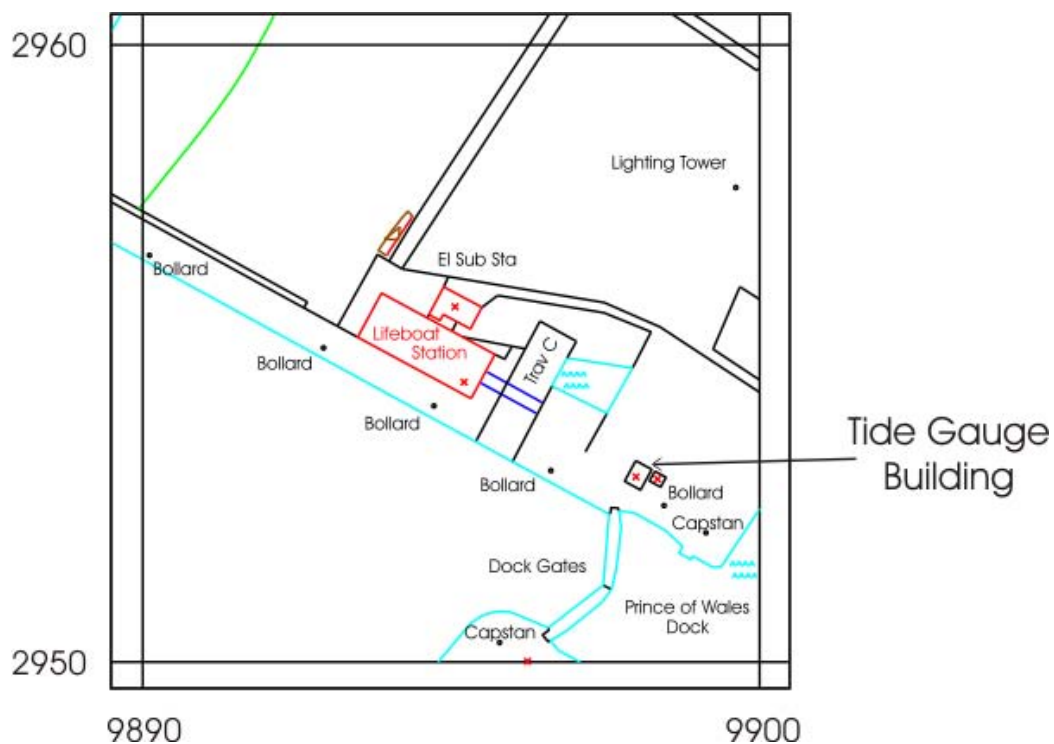 2960
Lighting Tower
El Sub Sta
Bollard
Lifeboat
Station
Trav C
Bollard
Bollard
Tide Gauge
Building
Bollard
Bollard
Capstan
Dock Gates
Prince of Wales
Dock
Capstan
2950
9890
9900